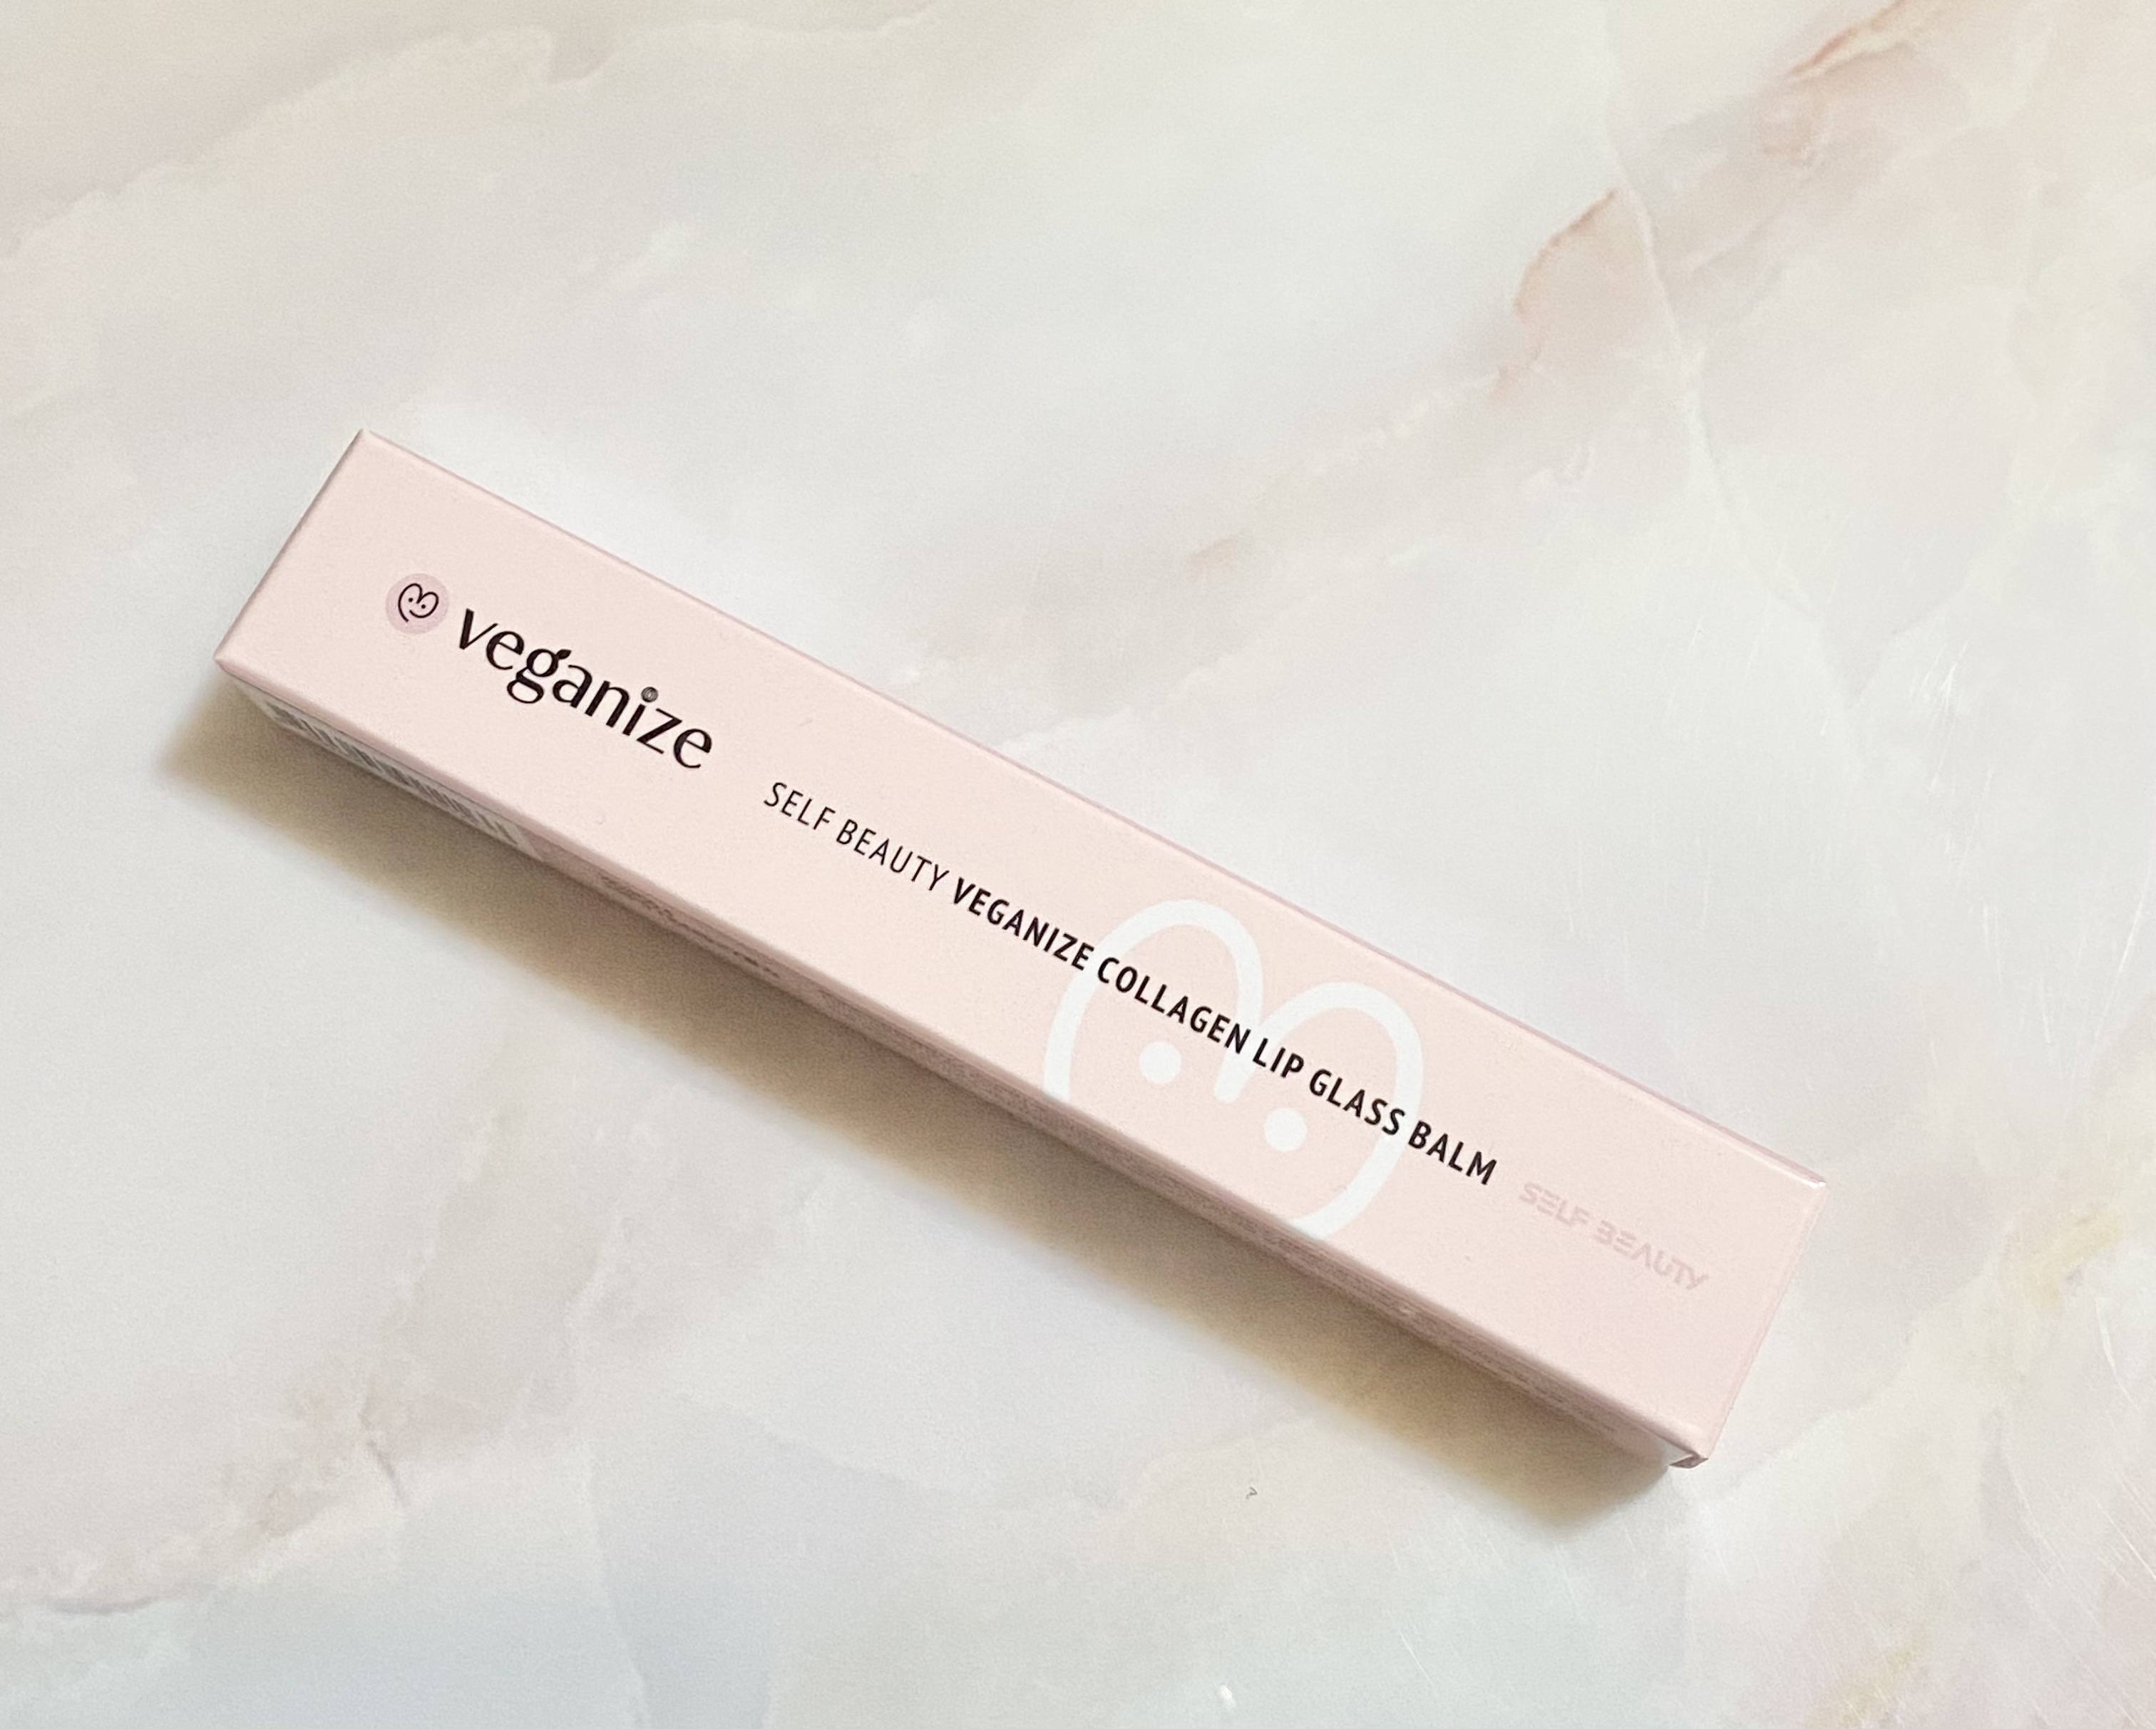 veganize
SELF BEAUTY VEGANIZE COLLAGEN LIP GLASS BALM
SELF BEAUTY